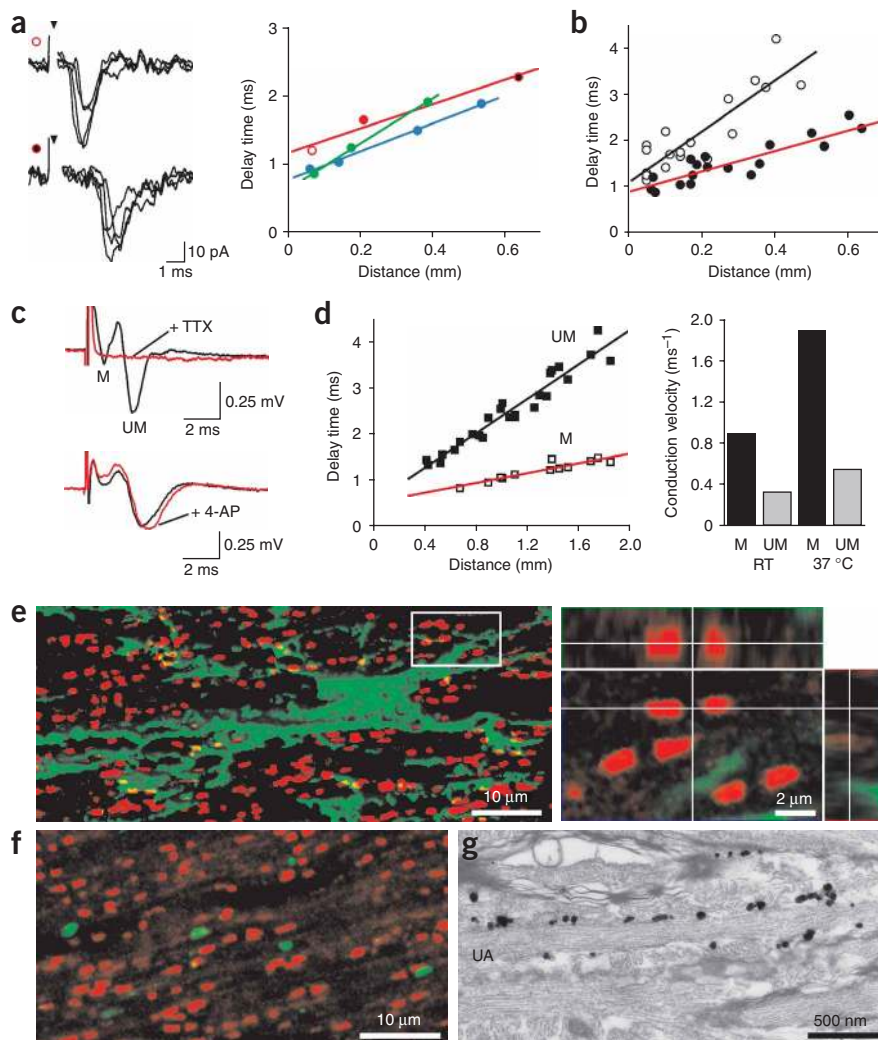 a
10 pA
1 ms
Delay time (ms)
3
2
1
0
0 0.2 0.4 0.6
Distance (mm)
b
Delay time (ms)
4
3
2
1
0
0 0.2 0.4 0.6
Distance (mm)
c
+ TTX
M
UM
0.25 mV
2 ms
+ 4-AP
0.25 mV
2 ms
d
Delay time (ms)
4
3
2
1
0
UM
M
0.4 0.8 1.2 1.6 2.0
Distance (mm)
Conduction velocity (ms⁻¹)
2.0
1.6
1.2
0.8
0.4
0
M UM M UM
RT 37 °C
e
10 μm
2 μm
f
10 μm
g
UA
500 nm